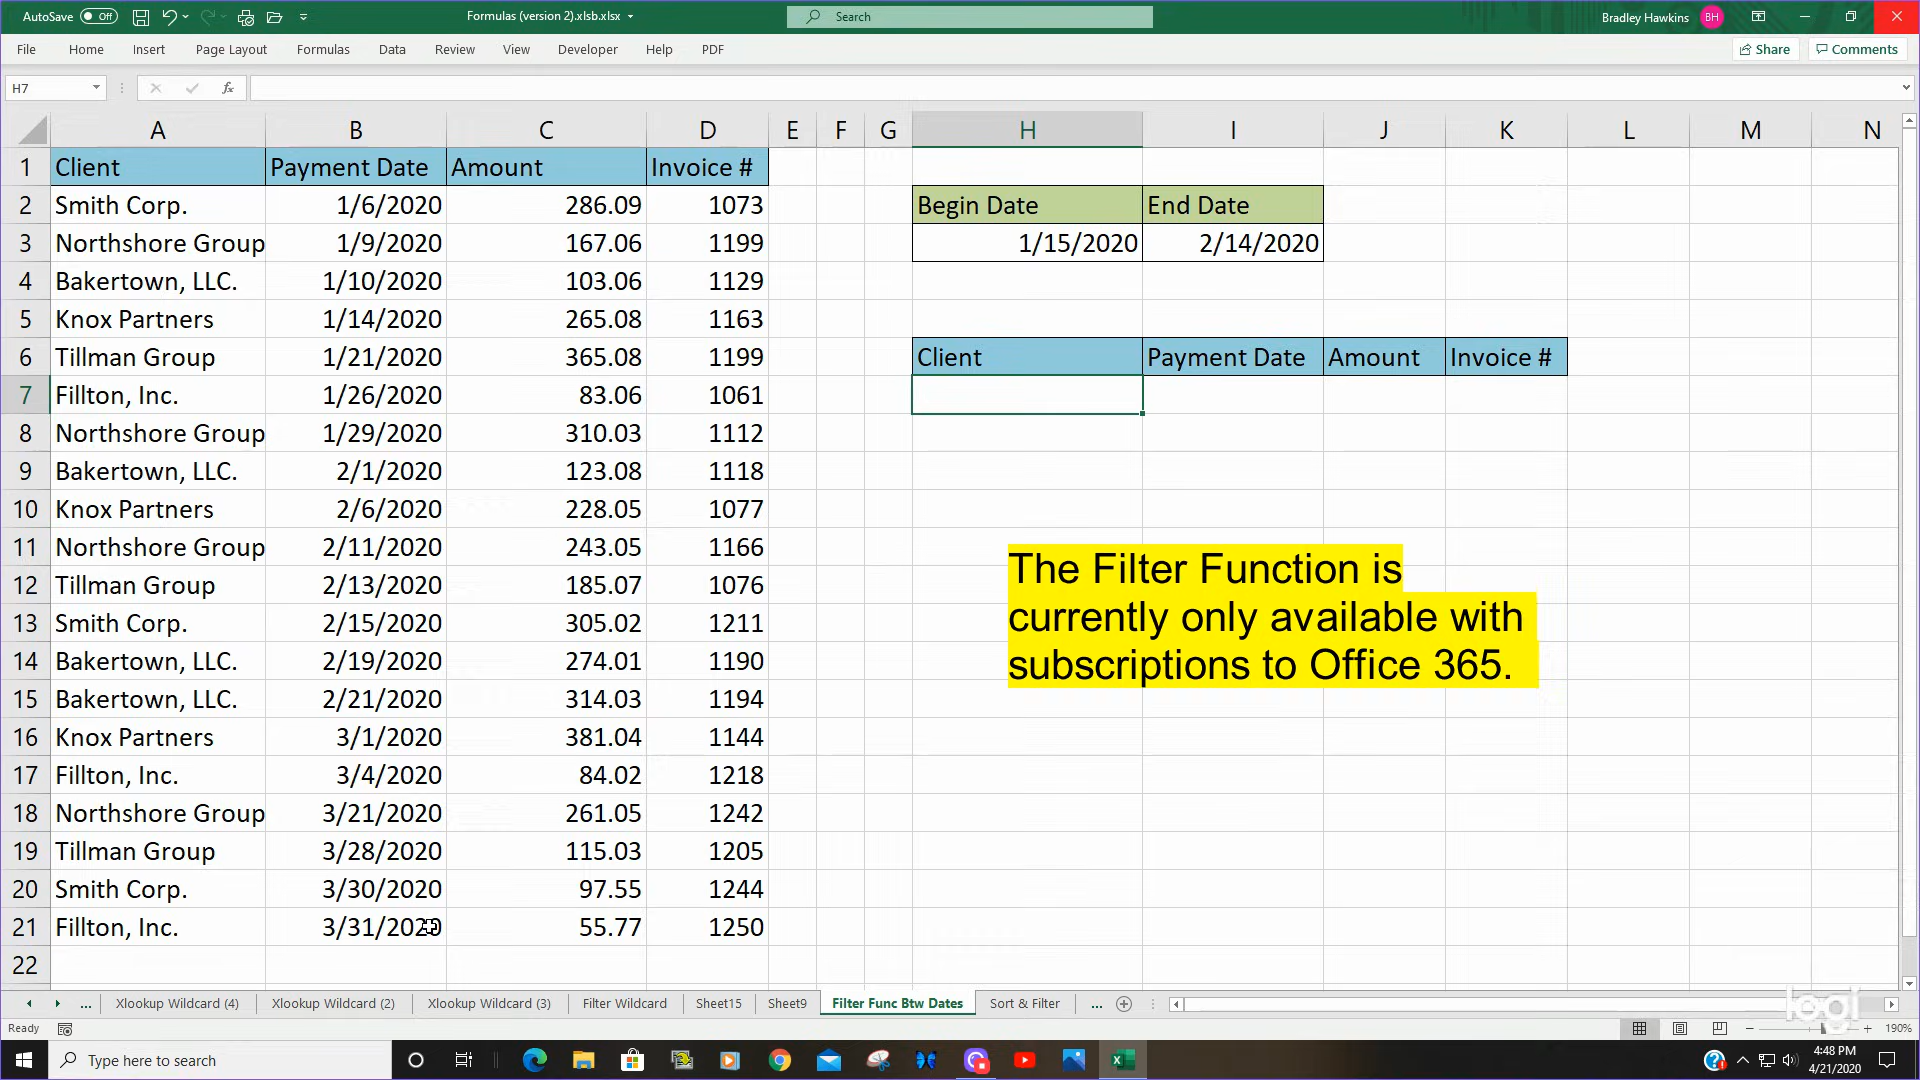 AutoSave Off
Formulas (version 2).xlsb.xlsx
Search
Bradley Hawkins BH
File Home Insert Page Layout Formulas Data Review View Developer Help PDF Share Comments
H7 fx
A B C D E F G H I J K L M N
1 Client Payment Date Amount Invoice #
2 Smith Corp. 1/6/2020 286.09 1073 Begin Date End Date
3 Northshore Group 1/9/2020 167.06 1199 1/15/2020 2/14/2020
4 Bakertown, LLC. 1/10/2020 103.06 1129
5 Knox Partners 1/14/2020 265.08 1163
6 Tillman Group 1/21/2020 365.08 1199 Client Payment Date Amount Invoice #
7 Fillton, Inc. 1/26/2020 83.06 1061
8 Northshore Group 1/29/2020 310.03 1112
9 Bakertown, LLC. 2/1/2020 123.08 1118
10 Knox Partners 2/6/2020 228.05 1077
11 Northshore Group 2/11/2020 243.05 1166
12 Tillman Group 2/13/2020 185.07 1076
13 Smith Corp. 2/15/2020 305.02 1211
14 Bakertown, LLC. 2/19/2020 274.01 1190
15 Bakertown, LLC. 2/21/2020 314.03 1194
16 Knox Partners 3/1/2020 381.04 1144
17 Fillton, Inc. 3/4/2020 84.02 1218
18 Northshore Group 3/21/2020 261.05 1242
19 Tillman Group 3/28/2020 115.03 1205
20 Smith Corp. 3/30/2020 97.55 1244
21 Fillton, Inc. 3/31/2020 55.77 1250
22
The Filter Function is
currently only available with
subscriptions to Office 365.
... Xlookup Wildcard (4) Xlookup Wildcard (2) Xlookup Wildcard (3) Filter Wildcard Sheet15 Sheet9 Filter Func Btw Dates Sort & Filter ...
logi
Ready 190%
Type here to search
4:48 PM
4/21/2020